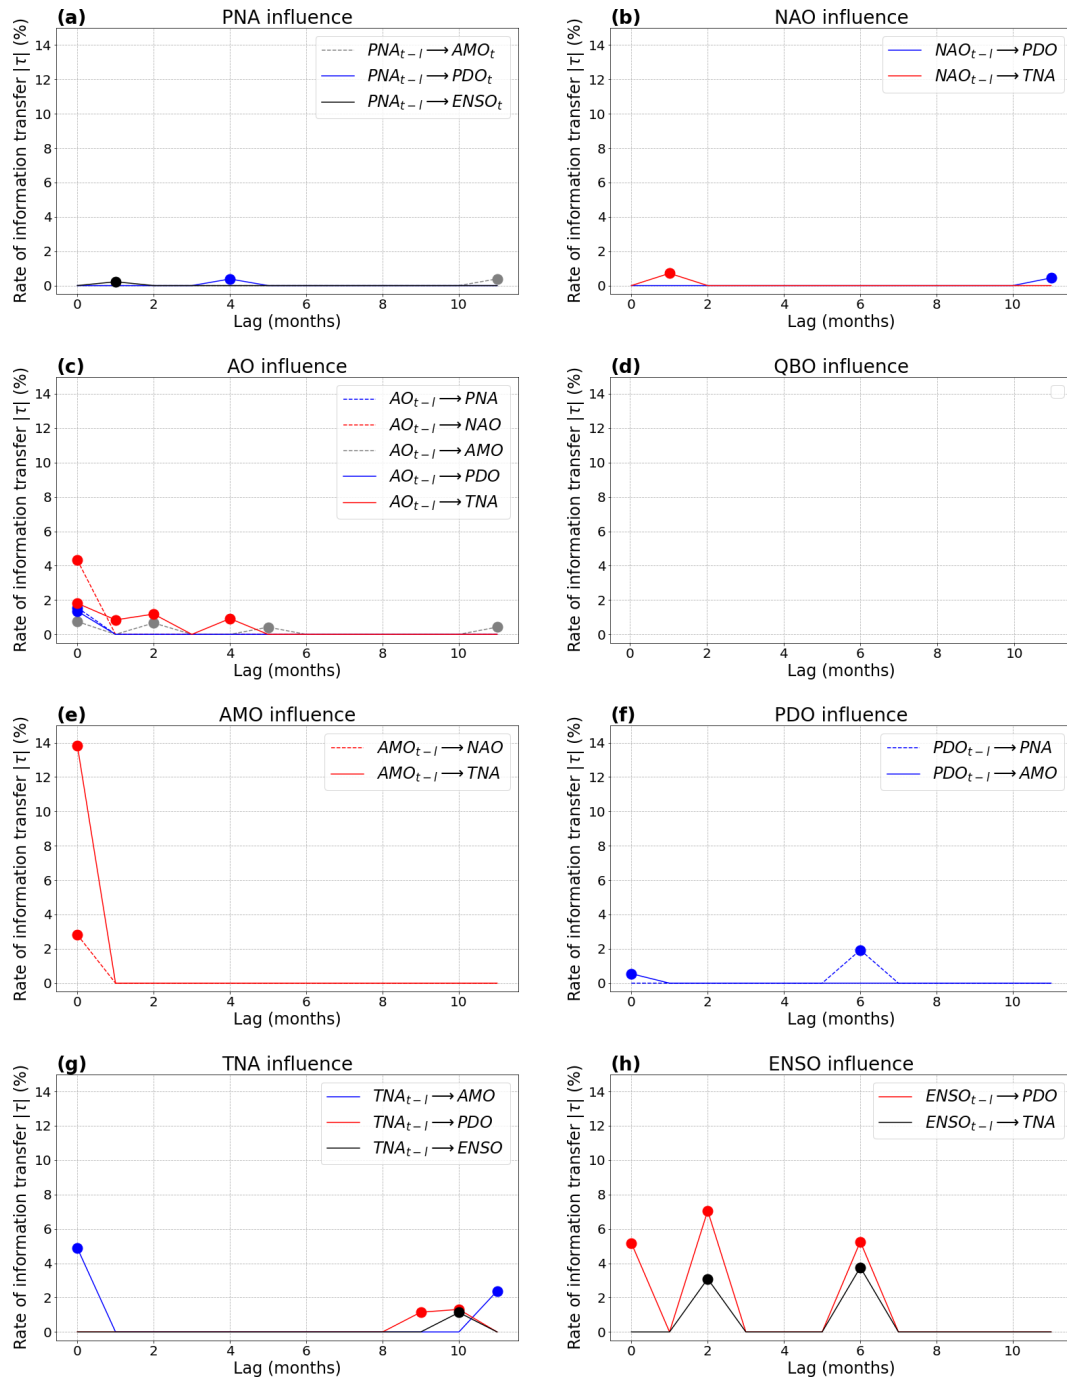 (a) PNA influence
Rate of information transfer |τ| (%)
14
12
10
8
6
4
2
0
PNA_{t−l} ⟶ AMO_t
PNA_{t−l} ⟶ PDO_t
PNA_{t−l} ⟶ ENSO_t
0 2 4 6 8 10
Lag (months)
(b) NAO influence
Rate of information transfer |τ| (%)
14
12
10
8
6
4
2
0
NAO_{t−l} ⟶ PDO
NAO_{t−l} ⟶ TNA
0 2 4 6 8 10
Lag (months)
(c) AO influence
Rate of information transfer |τ| (%)
14
12
10
8
6
4
2
0
AO_{t−l} ⟶ PNA
AO_{t−l} ⟶ NAO
AO_{t−l} ⟶ AMO
AO_{t−l} ⟶ PDO
AO_{t−l} ⟶ TNA
0 2 4 6 8 10
Lag (months)
(d) QBO influence
Rate of information transfer |τ| (%)
14
12
10
8
6
4
2
0
0 2 4 6 8 10
Lag (months)
(e) AMO influence
Rate of information transfer |τ| (%)
14
12
10
8
6
4
2
0
AMO_{t−l} ⟶ NAO
AMO_{t−l} ⟶ TNA
0 2 4 6 8 10
Lag (months)
(f) PDO influence
Rate of information transfer |τ| (%)
14
12
10
8
6
4
2
0
PDO_{t−l} ⟶ PNA
PDO_{t−l} ⟶ AMO
0 2 4 6 8 10
Lag (months)
(g) TNA influence
Rate of information transfer |τ| (%)
14
12
10
8
6
4
2
0
TNA_{t−l} ⟶ AMO
TNA_{t−l} ⟶ PDO
TNA_{t−l} ⟶ ENSO
0 2 4 6 8 10
Lag (months)
(h) ENSO influence
Rate of information transfer |τ| (%)
14
12
10
8
6
4
2
0
ENSO_{t−l} ⟶ PDO
ENSO_{t−l} ⟶ TNA
0 2 4 6 8 10
Lag (months)